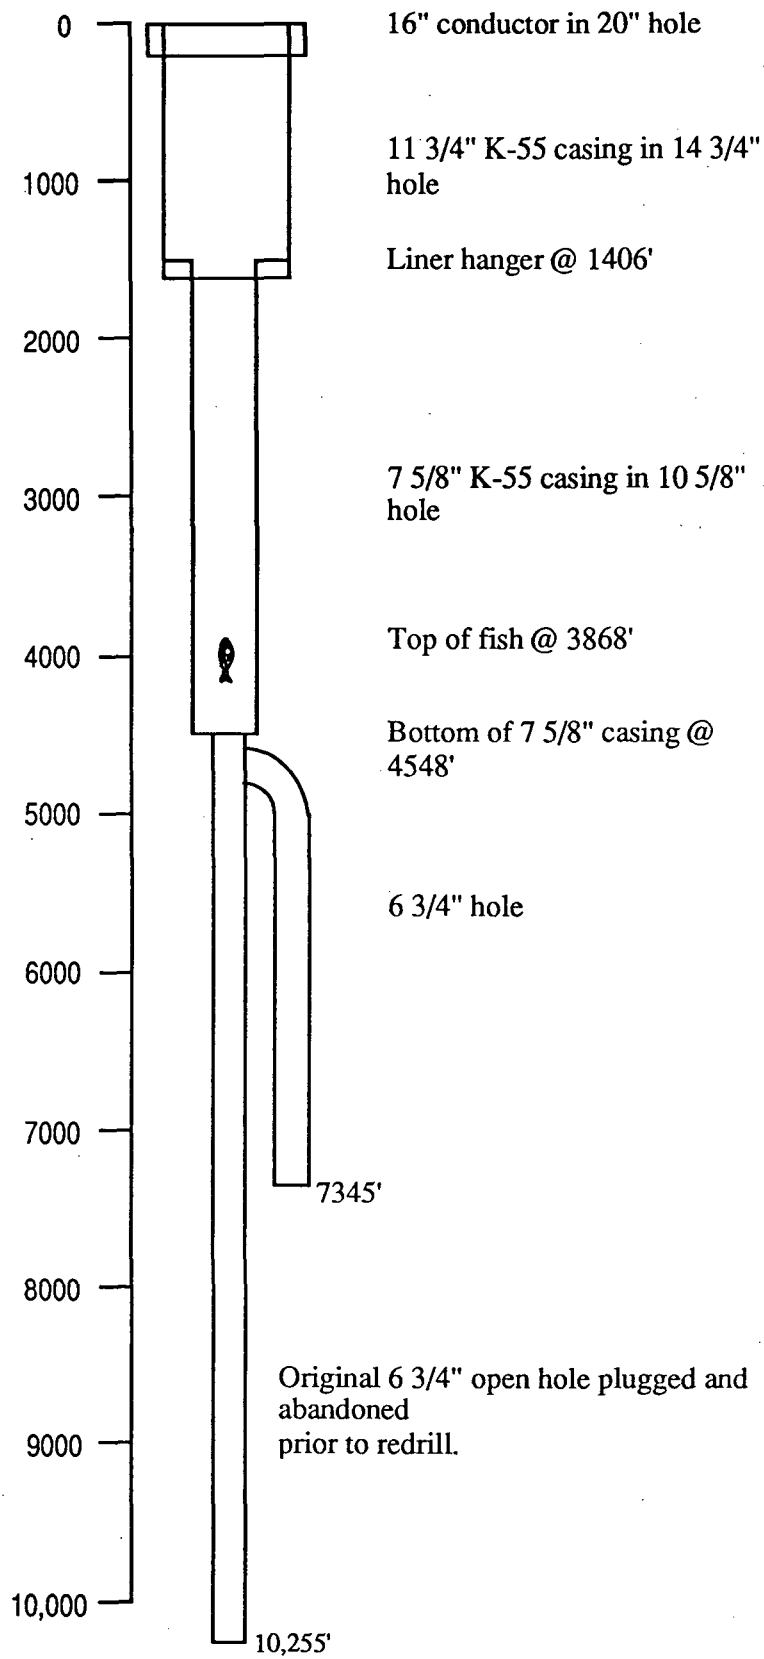 0
16" conductor in 20" hole
11 3/4" K-55 casing in 14 3/4"
hole
1000
Liner hanger @ 1406'
2000
7 5/8" K-55 casing in 10 5/8"
hole
3000
Top of fish @ 3868'
4000
Bottom of 7 5/8" casing @
4548'
5000
6 3/4" hole
6000
7000
7345'
8000
Original 6 3/4" open hole plugged and
abandoned
prior to redrill.
9000
10,000
10,255'